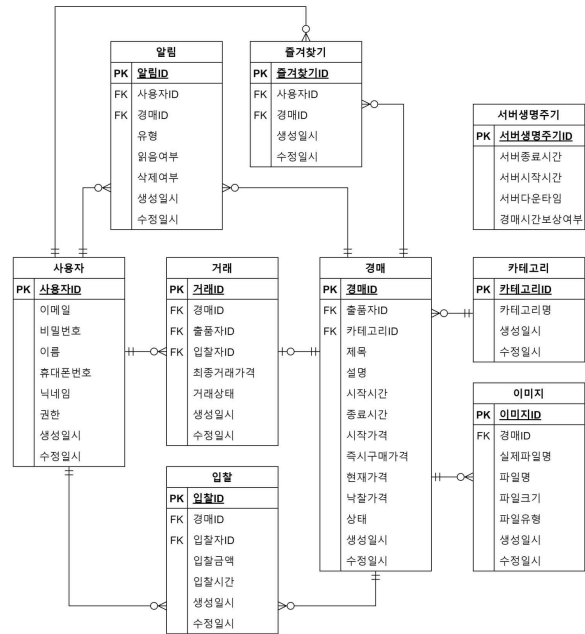 알림
PK 알림ID
FK 사용자ID
FK 경매ID
유형
읽음여부
삭제여부
생성일시
수정일시
즐겨찾기
PK 즐겨찾기ID
FK 사용자ID
FK 경매ID
생성일시
수정일시
서버생명주기
PK 서버생명주기ID
서버종료시간
서버시작시간
서버다운타임
경매시간보상여부
사용자
PK 사용자ID
이메일
비밀번호
이름
휴대폰번호
닉네임
권한
생성일시
수정일시
거래
PK 거래ID
FK 경매ID
FK 출품자ID
FK 입찰자ID
최종거래가격
거래상태
생성일시
수정일시
경매
PK 경매ID
FK 출품자ID
FK 카테고리ID
제목
설명
시작시간
종료시간
시작가격
즉시구매가격
현재가격
낙찰가격
상태
생성일시
수정일시
카테고리
PK 카테고리ID
카테고리명
생성일시
수정일시
이미지
PK 이미지ID
FK 경매ID
실제파일명
파일명
파일크기
파일유형
생성일시
수정일시
입찰
PK 입찰ID
FK 경매ID
FK 입찰자ID
입찰금액
입찰시간
생성일시
수정일시